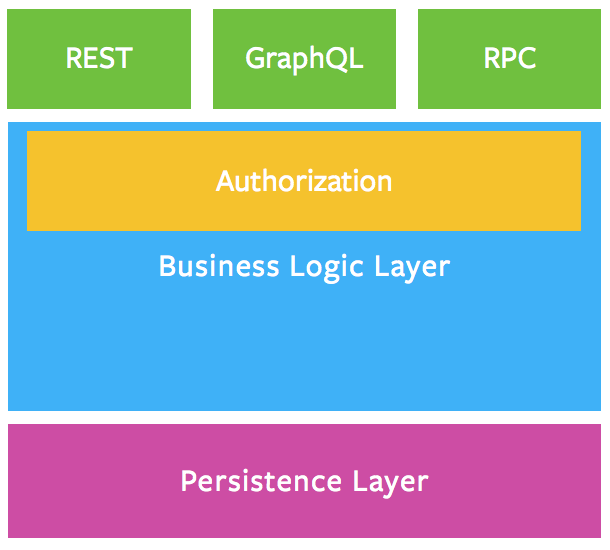 REST
GraphQL
RPC
Authorization
Business Logic Layer
Persistence Layer